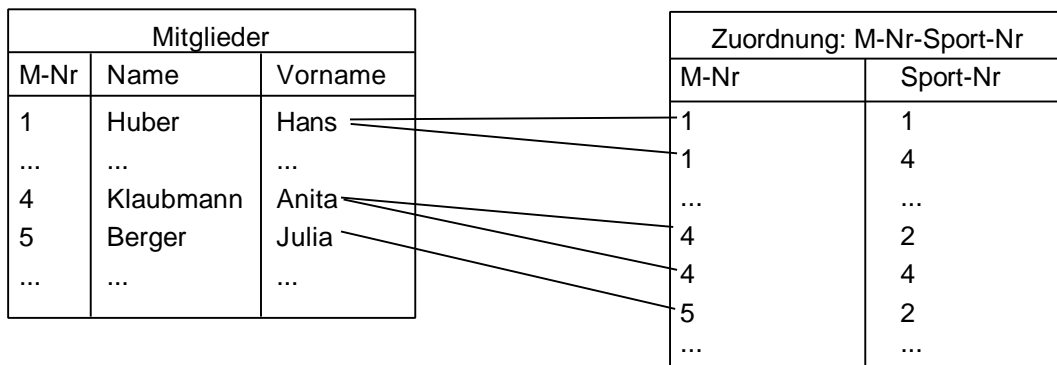 Mitglieder
M-Nr Name Vorname
1 Huber Hans
... ... ...
4 Klaubmann Anita
5 Berger Julia
... ... ...
Zuordnung: M-Nr-Sport-Nr
M-Nr Sport-Nr
1 1
1 4
... ...
4 2
4 4
5 2
... ...